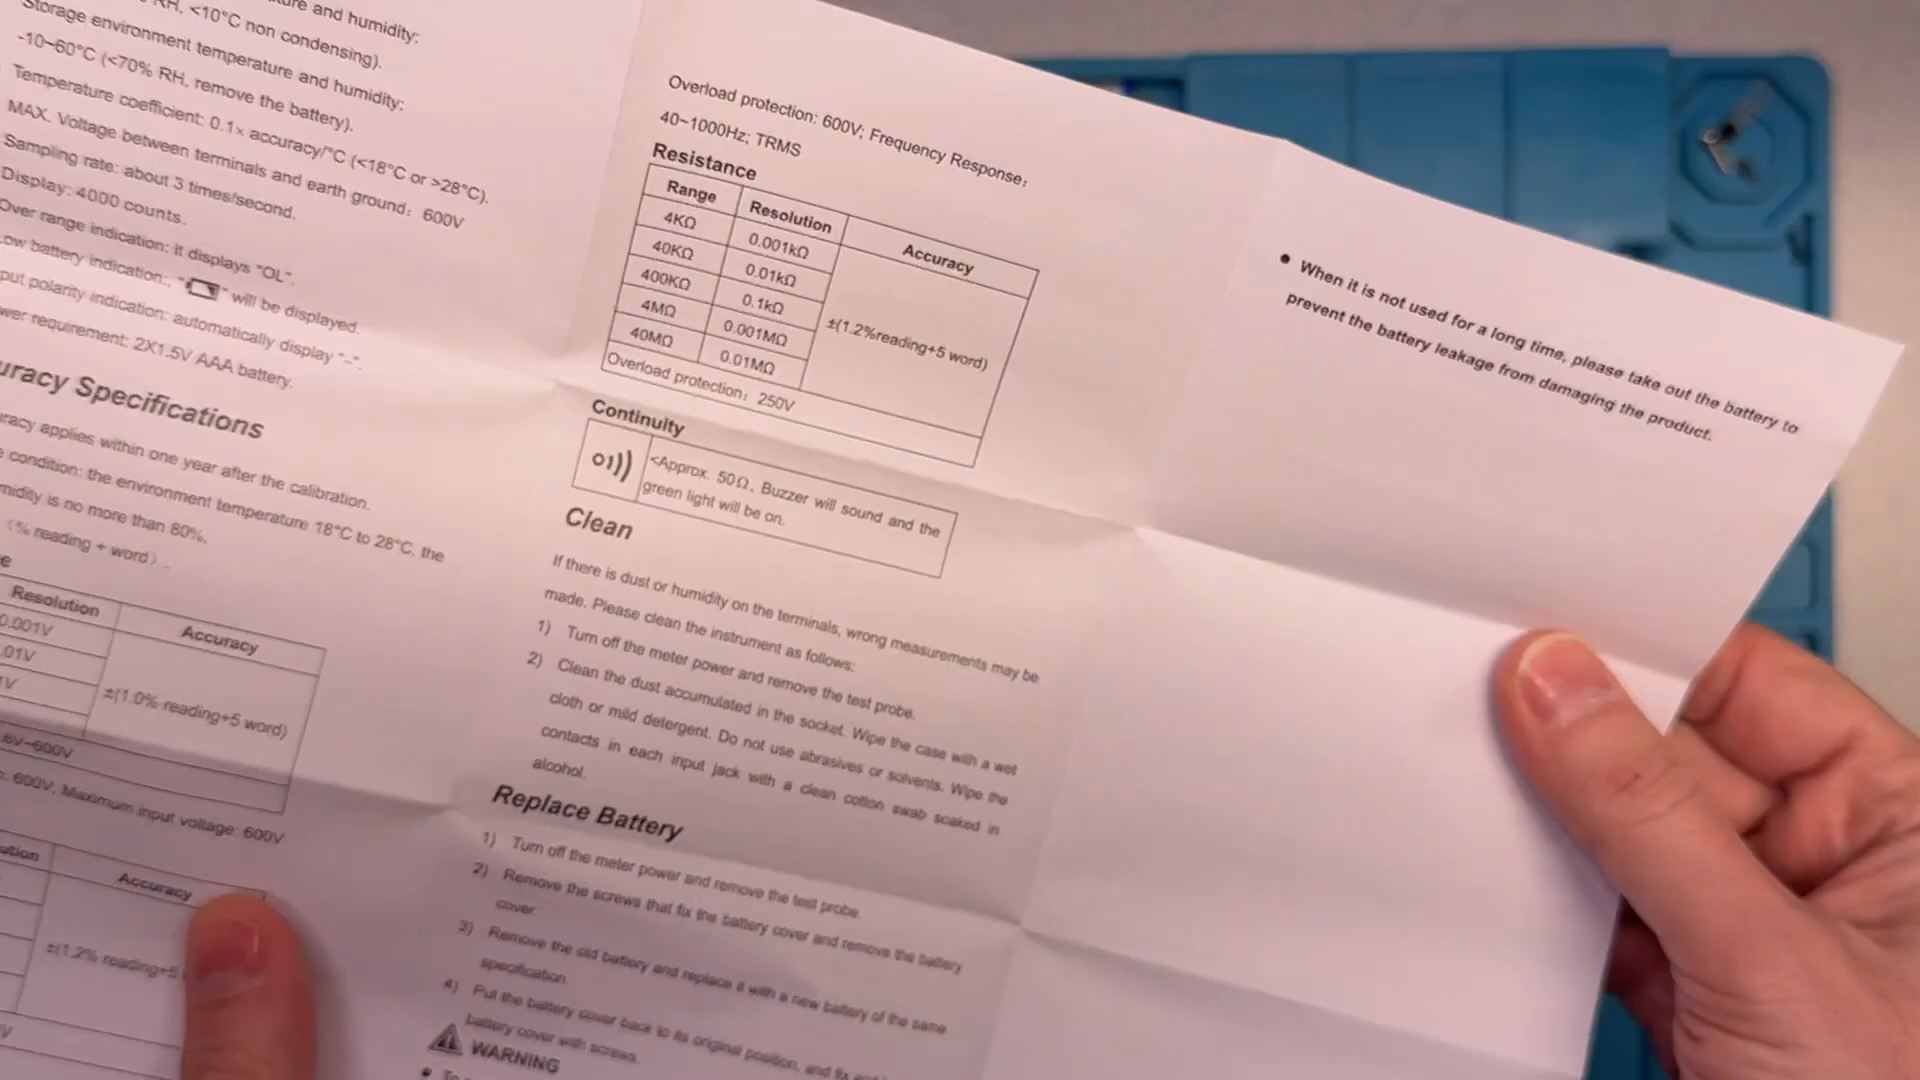 ure and humidity:
RH, <10°C non condensing).
Storage environment temperature and humidity:
-10~60°C (<70% RH, remove the battery).
Temperature coefficient: 0.1× accuracy/°C (<18°C or >28°C).
MAX. Voltage between terminals and earth ground: 600V
Sampling rate: about 3 times/second.
Display: 4000 counts.
Over range indication: it displays "OL".
ow battery indication:, " " will be displayed.
put polarity indication: automatically display "-".
wer requirement: 2X1.5V AAA battery.
uracy Specifications
racy applies within one year after the calibration.
condition: the environment temperature 18°C to 28°C, the
midity is no more than 80%,
(% reading + word).
Resolution Accuracy
0.001V
.01V
1V
±(1.0% reading+5 word)
.8V~600V
: 600V, Maximum input voltage: 600V
ution Accuracy
±(1.2% reading+5
Overload protection: 600V; Frequency Response:
40~1000Hz; TRMS
Resistance
Range Resolution Accuracy
4KΩ 0.001kΩ
40KΩ 0.01kΩ
400KΩ 0.1kΩ
4MΩ 0.001MΩ
40MΩ 0.01MΩ
±(1.2%reading+5 word)
Overload protection: 250V
Continuity
<Approx. 50Ω, Buzzer will sound and the
green light will be on.
Clean
If there is dust or humidity on the terminals, wrong measurements may be
made. Please clean the instrument as follows:
1) Turn off the meter power and remove the test probe.
2) Clean the dust accumulated in the socket. Wipe the case with a wet
cloth or mild detergent. Do not use abrasives or solvents. Wipe the
contacts in each input jack with a clean cotton swab soaked in
alcohol.
Replace Battery
1) Turn off the meter power and remove the test probe.
2) Remove the screws that fix the battery cover and remove the battery
cover.
3) Remove the old battery and replace it with a new battery of the same
specification.
4) Put the battery cover back to its original position, and fix
battery cover with screws.
WARNING
● When it is not used for a long time, please take out the battery to
prevent the battery leakage from damaging the product.